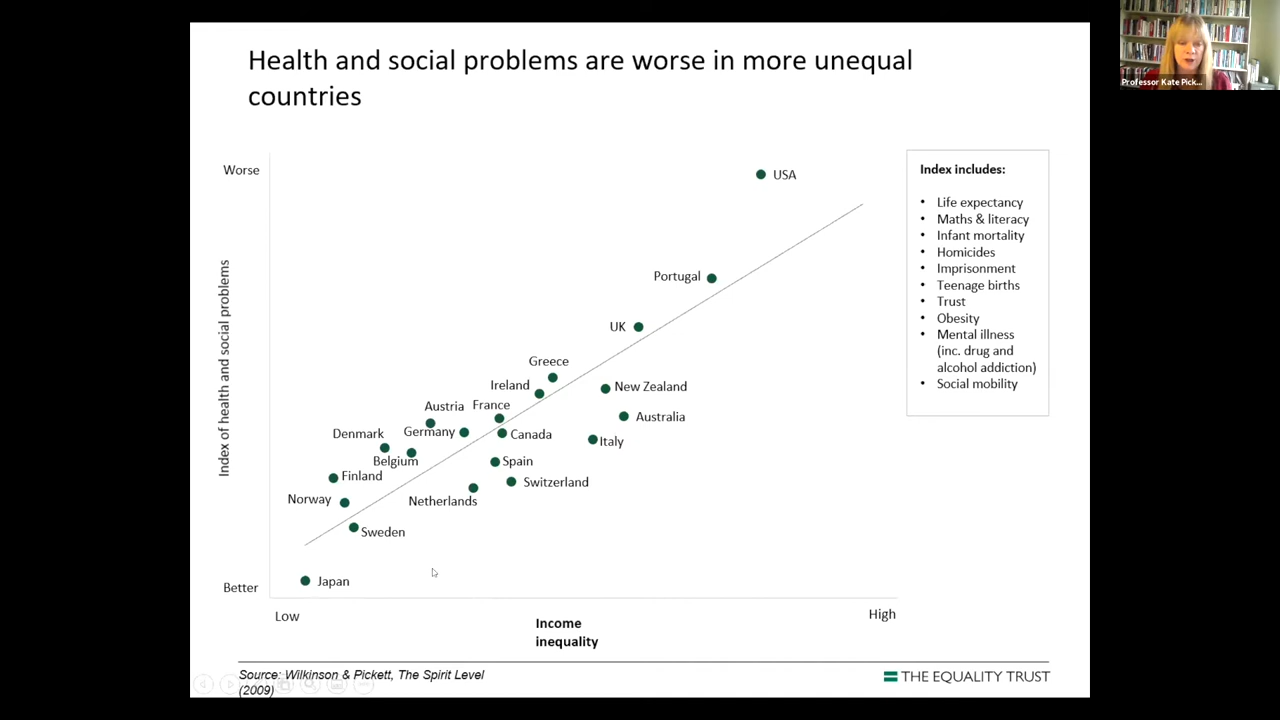 Health and social problems are worse in more unequal
countries
Professor Kate Pick...
Worse
USA
Index includes:
• Life expectancy
• Maths & literacy
• Infant mortality
• Homicides
• Imprisonment
• Teenage births
• Trust
• Obesity
• Mental illness
(inc. drug and
alcohol addiction)
• Social mobility
Index of health and social problems
Portugal
UK
Greece
Ireland
New Zealand
Austria
France
Australia
Denmark
Germany
Canada
Italy
Belgium
Spain
Finland
Switzerland
Norway
Netherlands
Sweden
Japan
Better
Low
High
Income
inequality
Source: Wilkinson & Pickett, The Spirit Level
(2009)
THE EQUALITY TRUST